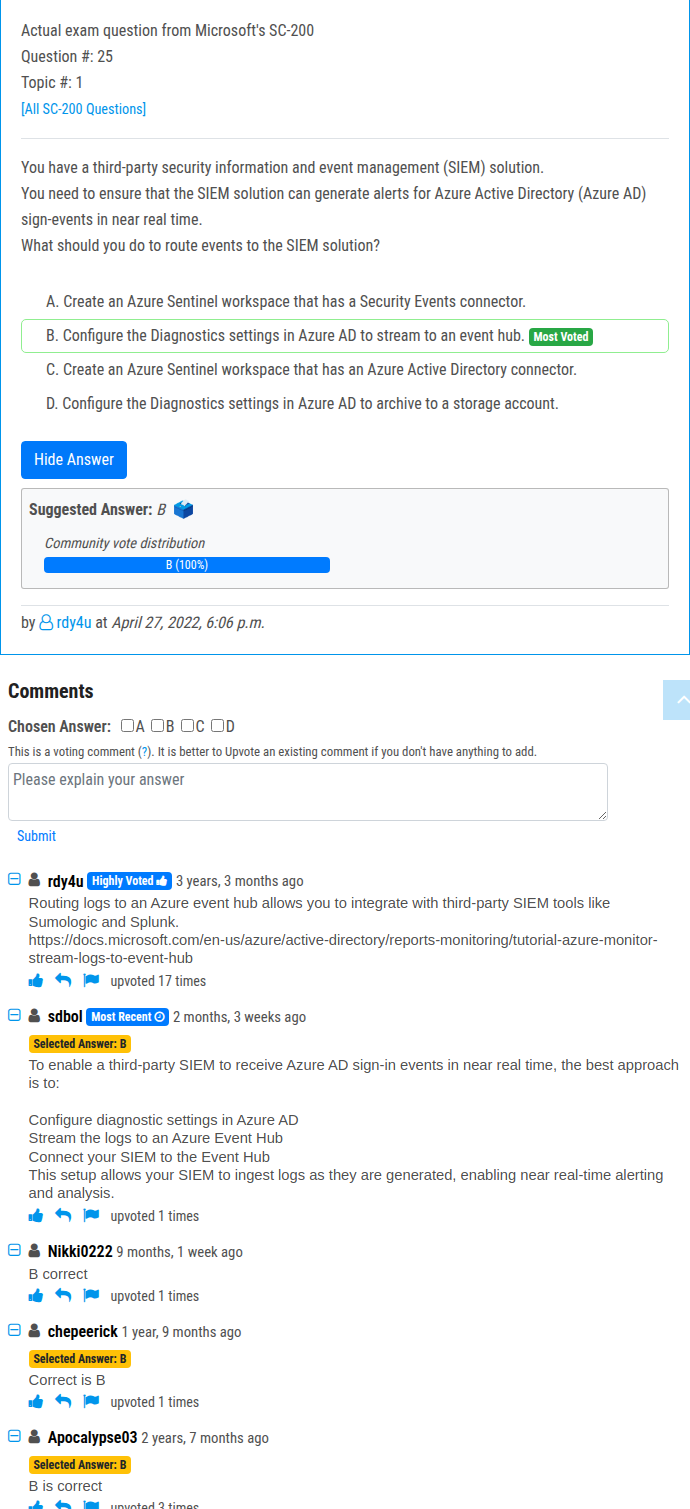 Actual exam question from Microsoft's SC-200
Question #: 25
Topic #: 1
[All SC-200 Questions]
You have a third-party security information and event management (SIEM) solution.
You need to ensure that the SIEM solution can generate alerts for Azure Active Directory (Azure AD)
sign-events in near real time.
What should you do to route events to the SIEM solution?
A. Create an Azure Sentinel workspace that has a Security Events connector.
B. Configure the Diagnostics settings in Azure AD to stream to an event hub. Most Voted
C. Create an Azure Sentinel workspace that has an Azure Active Directory connector.
D. Configure the Diagnostics settings in Azure AD to archive to a storage account.
Hide Answer
Suggested Answer: B
Community vote distribution
B (100%)
by rdy4u at April 27, 2022, 6:06 p.m.
Comments
Chosen Answer: A B C D
This is a voting comment (?). It is better to Upvote an existing comment if you don't have anything to add.
Please explain your answer
Submit
rdy4u Highly Voted 3 years, 3 months ago
Routing logs to an Azure event hub allows you to integrate with third-party SIEM tools like
Sumologic and Splunk.
https://docs.microsoft.com/en-us/azure/active-directory/reports-monitoring/tutorial-azure-monitor-
stream-logs-to-event-hub
upvoted 17 times
sdbol Most Recent 2 months, 3 weeks ago
Selected Answer: B
To enable a third-party SIEM to receive Azure AD sign-in events in near real time, the best approach
is to:
Configure diagnostic settings in Azure AD
Stream the logs to an Azure Event Hub
Connect your SIEM to the Event Hub
This setup allows your SIEM to ingest logs as they are generated, enabling near real-time alerting
and analysis.
upvoted 1 times
Nikki0222 9 months, 1 week ago
B correct
upvoted 1 times
chepeerick 1 year, 9 months ago
Selected Answer: B
Correct is B
upvoted 1 times
Apocalypse03 2 years, 7 months ago
Selected Answer: B
B is correct
upvoted 3 times